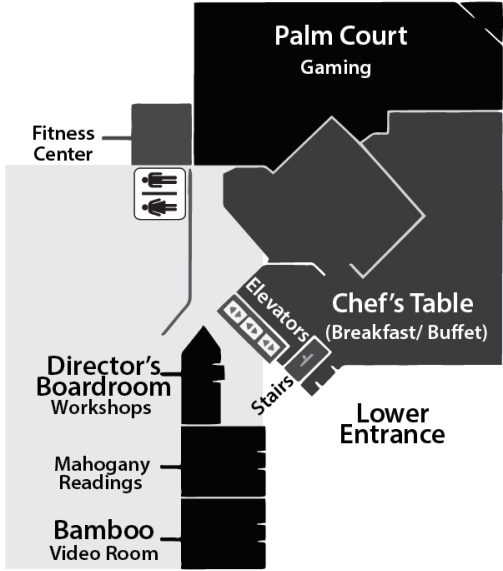 Palm Court
Gaming
Fitness
Center
Elevators
Chef's Table
(Breakfast/ Buffet)
Stairs
Director's
Boardroom
Workshops
Lower
Entrance
Mahogany
Readings
Bamboo
Video Room